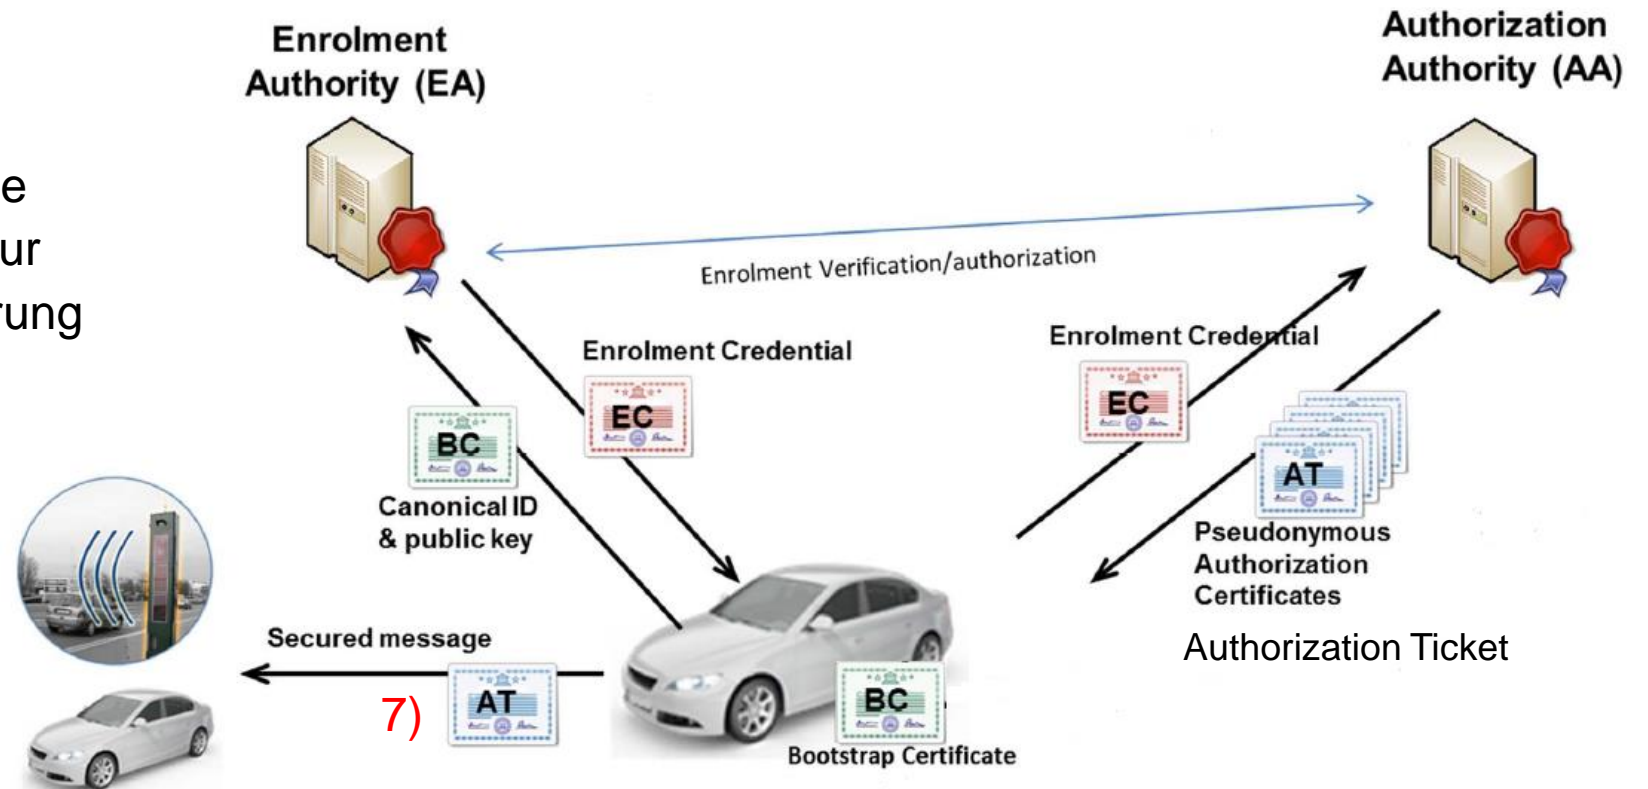 Enrolment
Authority (EA)
Authorization
Authority (AA)
e
ur
rung
Enrolment Verification/authorization
Enrolment Credential
EC
BC
Canonical ID
& public key
Enrolment Credential
EC
AT
Pseudonymous
Authorization
Certificates
Authorization Ticket
Secured message
7)
AT
BC
Bootstrap Certificate